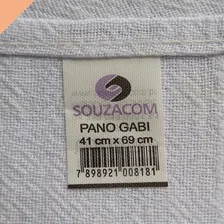 SOUZACOM
PANO GABI
41 cm x 69 cm
7 898921 008181